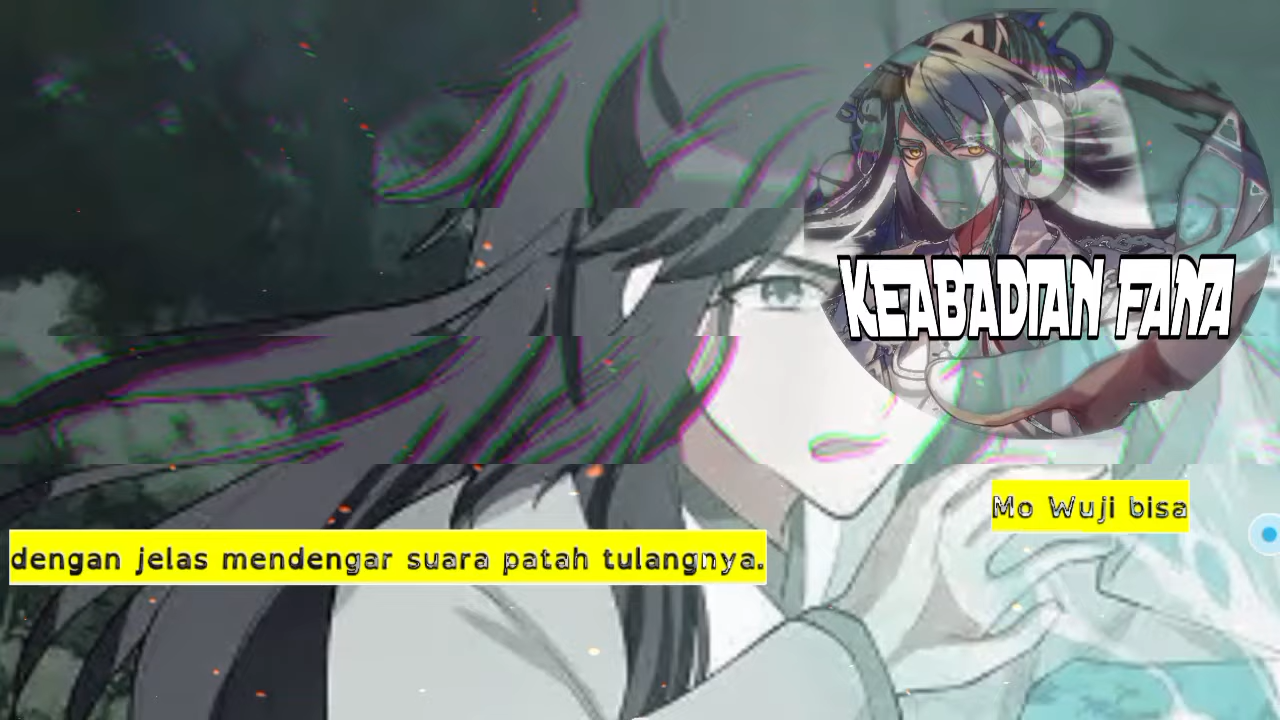 KEABADIAN FANA
Mo Wuji bisa
dengan jelas mendengar suara patah tulangnya.